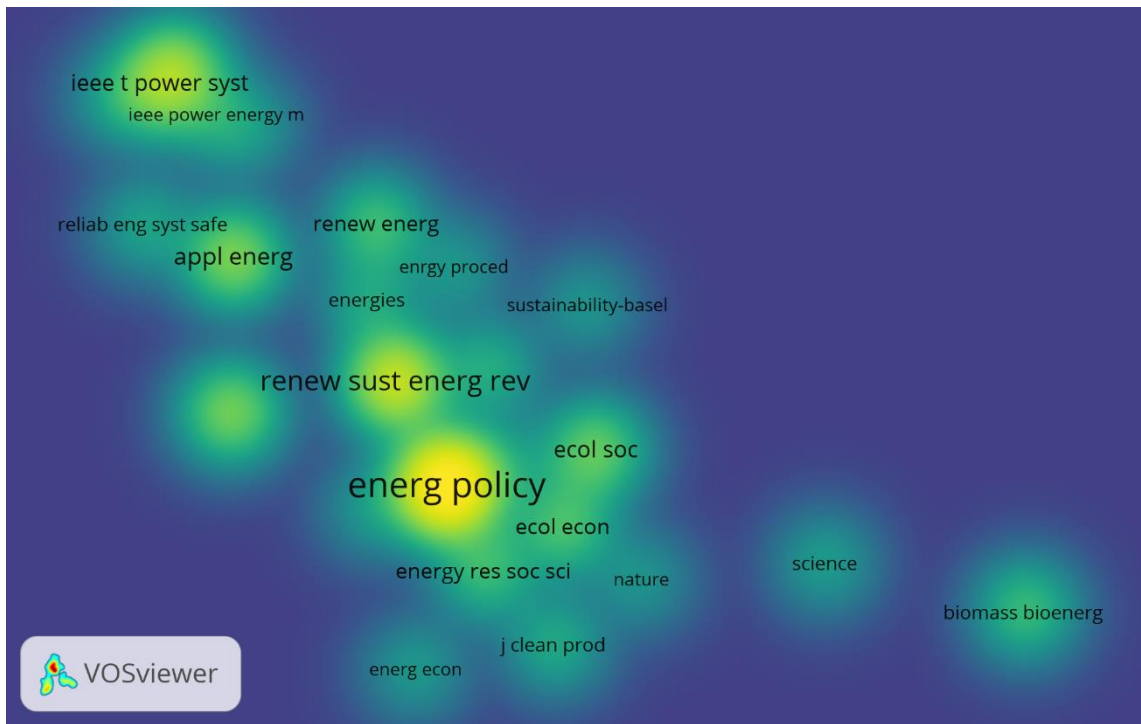 ieee t power syst
ieee power energy m
reliab eng syst safe
renew energ
appl energ
enrgy proced
energies
sustainability-basel
renew sust energ rev
ecol soc
energ policy
ecol econ
energy res soc sci
nature
science
biomass bioenerg
j clean prod
energ econ
VOSviewer